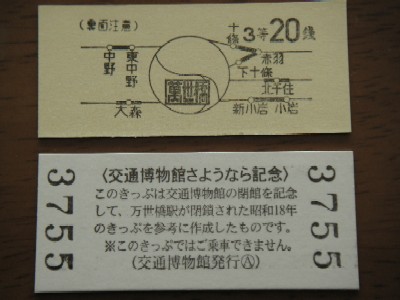 (裏面注意)
3等20錢
十條
赤羽
下十條
東中野
中野
北千住
大森
新小岩
小岩
萬世橋
3755
〈交通博物館さようなら記念〉
このきっぷは交通博物館の閉館を記念
して、万世橋駅が閉鎖された昭和18年
のきっぷを参考に作成したものです。
※このきっぷではご乗車できません。
(交通博物館発行Ⓐ)
3755